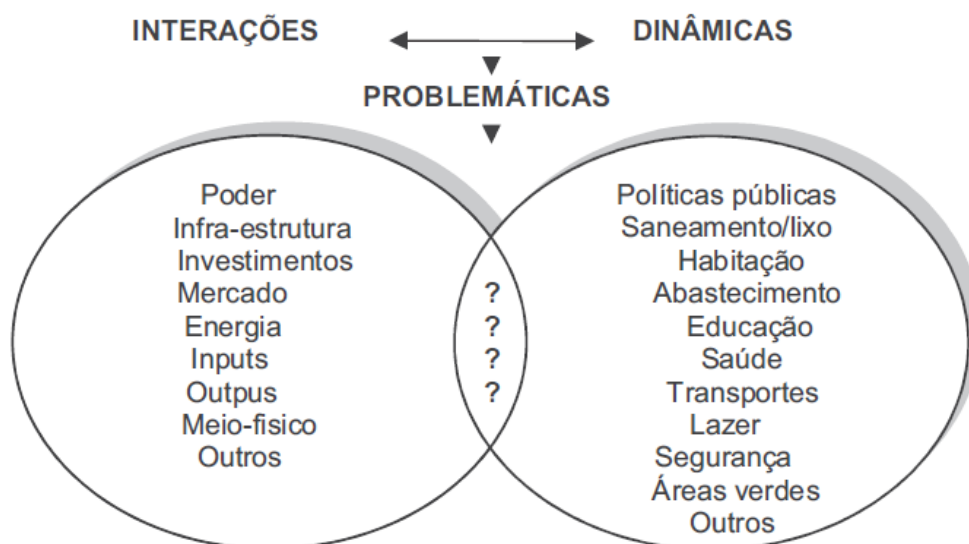 INTERAÇÕES DINÂMICAS
PROBLEMÁTICAS
Poder
Infra-estrutura
Investimentos
Mercado
Energia
Inputs
Outpus
Meio-fisico
Outros
?
?
?
?
Políticas públicas
Saneamento/lixo
Habitação
Abastecimento
Educação
Saúde
Transportes
Lazer
Segurança
Áreas verdes
Outros